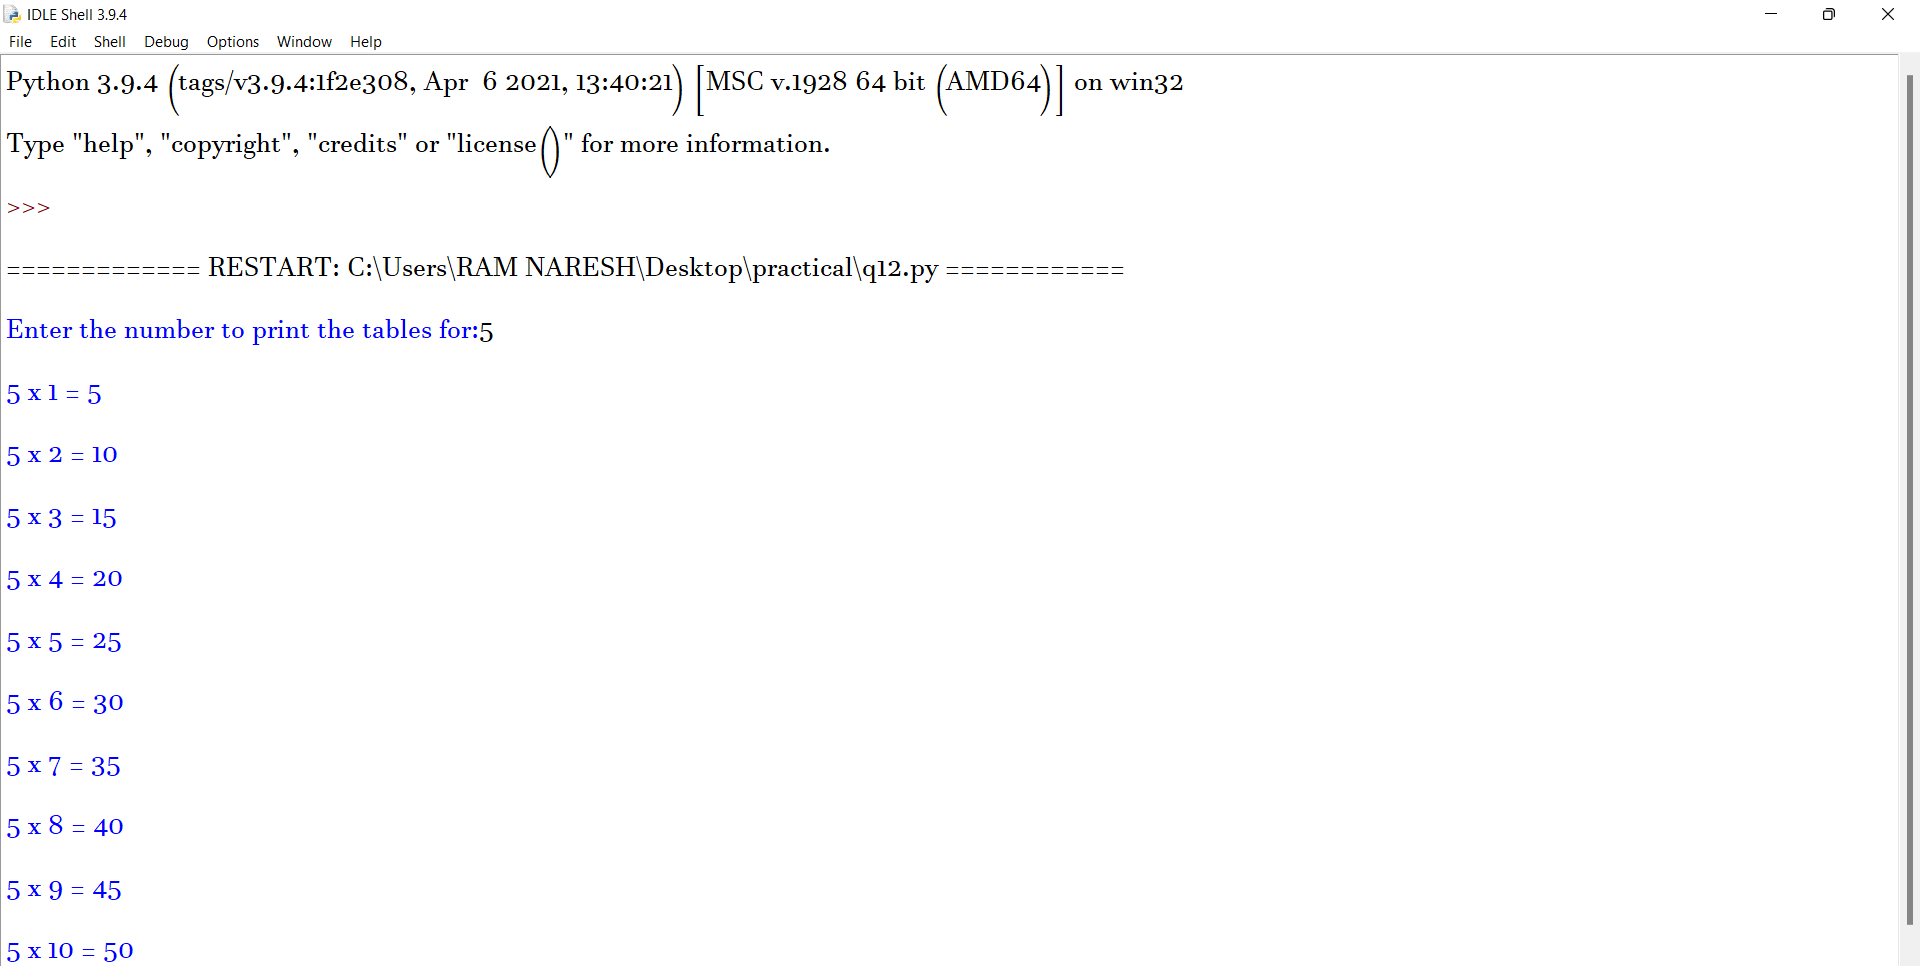 IDLE Shell 3.9.4
File Edit Shell Debug Options Window Help
Python 3.9.4 (tags/v3.9.4:1f2e308, Apr  6 2021, 13:40:21) [MSC v.1928 64 bit (AMD64)] on win32
Type "help", "copyright", "credits" or "license()" for more information.
>>>
============= RESTART: C:\Users\RAM NARESH\Desktop\practical\q12.py ============
Enter the number to print the tables for:5
5 x 1 = 5
5 x 2 = 10
5 x 3 = 15
5 x 4 = 20
5 x 5 = 25
5 x 6 = 30
5 x 7 = 35
5 x 8 = 40
5 x 9 = 45
5 x 10 = 50